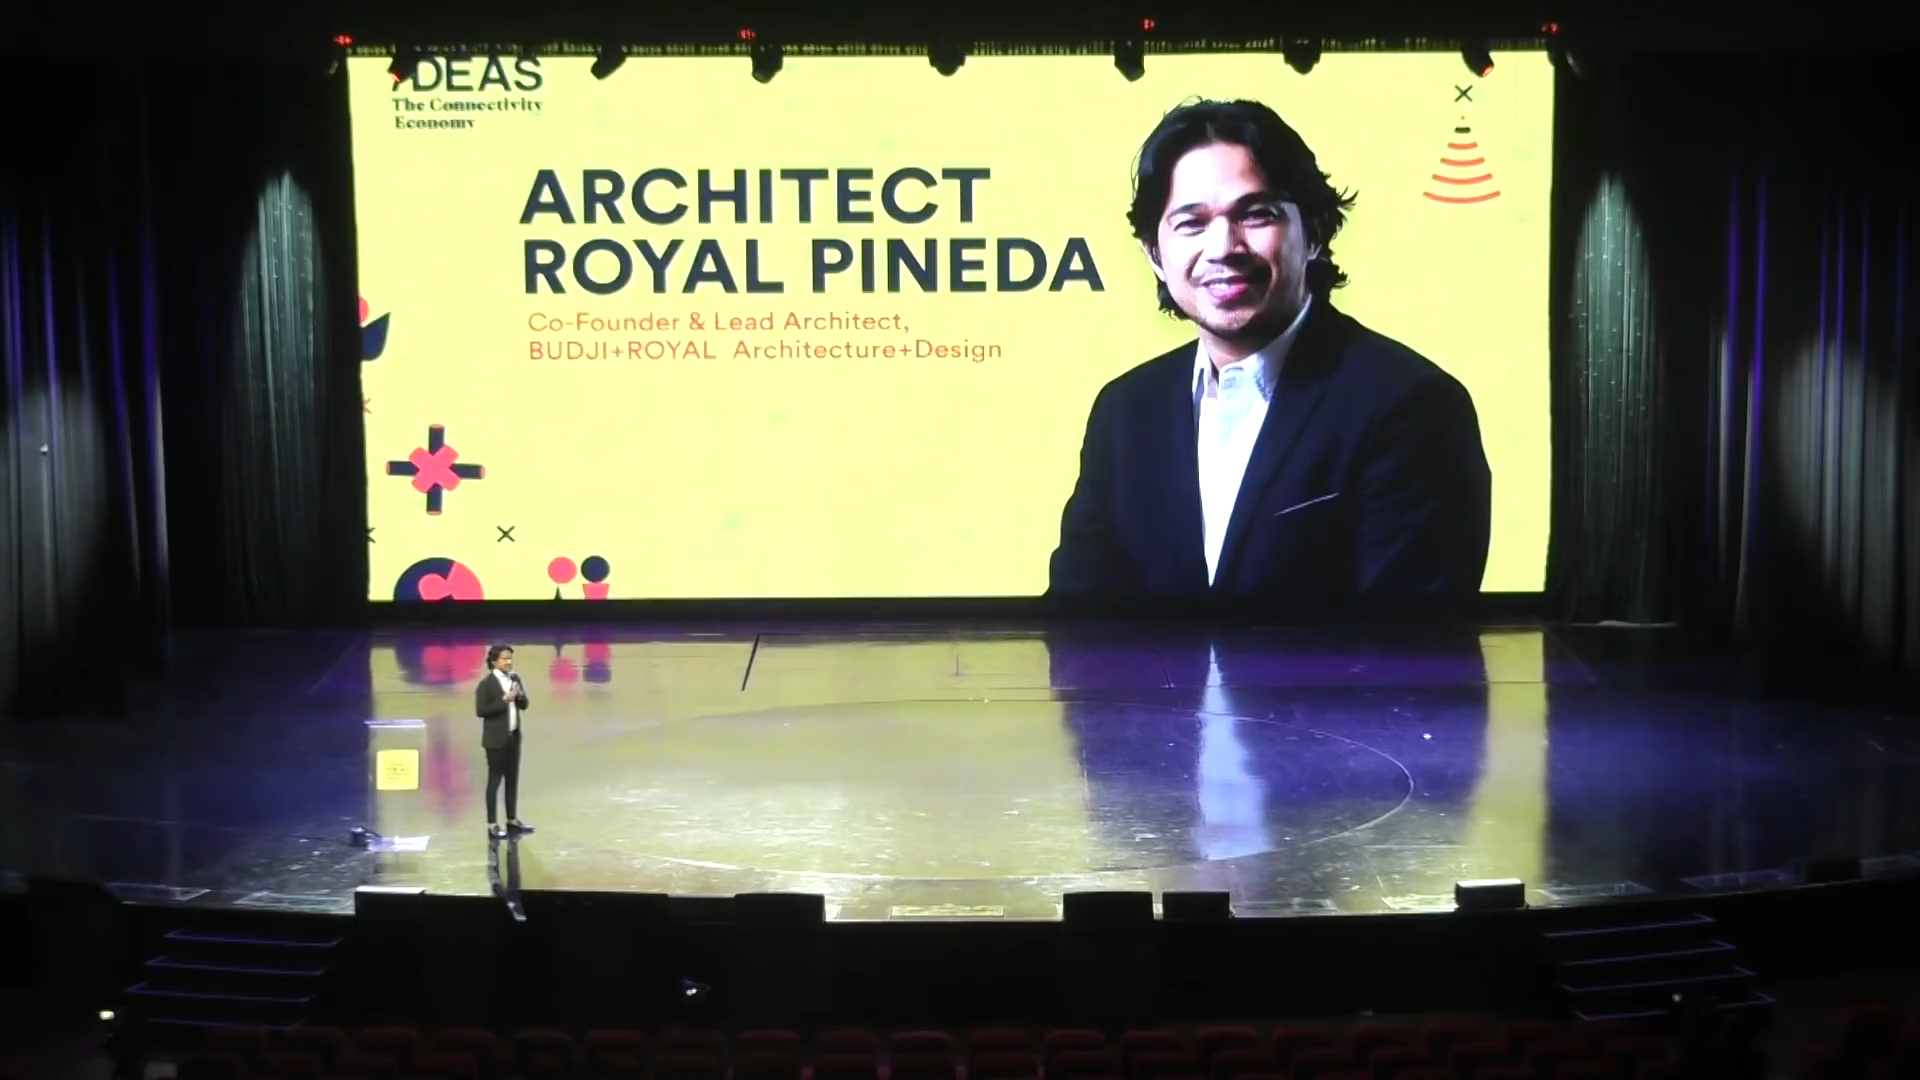 IDEAS
The Connectivity
Economy
ARCHITECT
ROYAL PINEDA
Co-Founder & Lead Architect,
BUDJI+ROYAL Architecture+Design